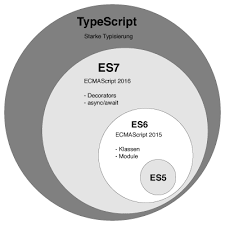 TypeScript
Starke Typisierung
ES7
ECMAScript 2016
- Decorators
- async/await
ES6
ECMAScript 2015
- Klassen
- Module
ES5